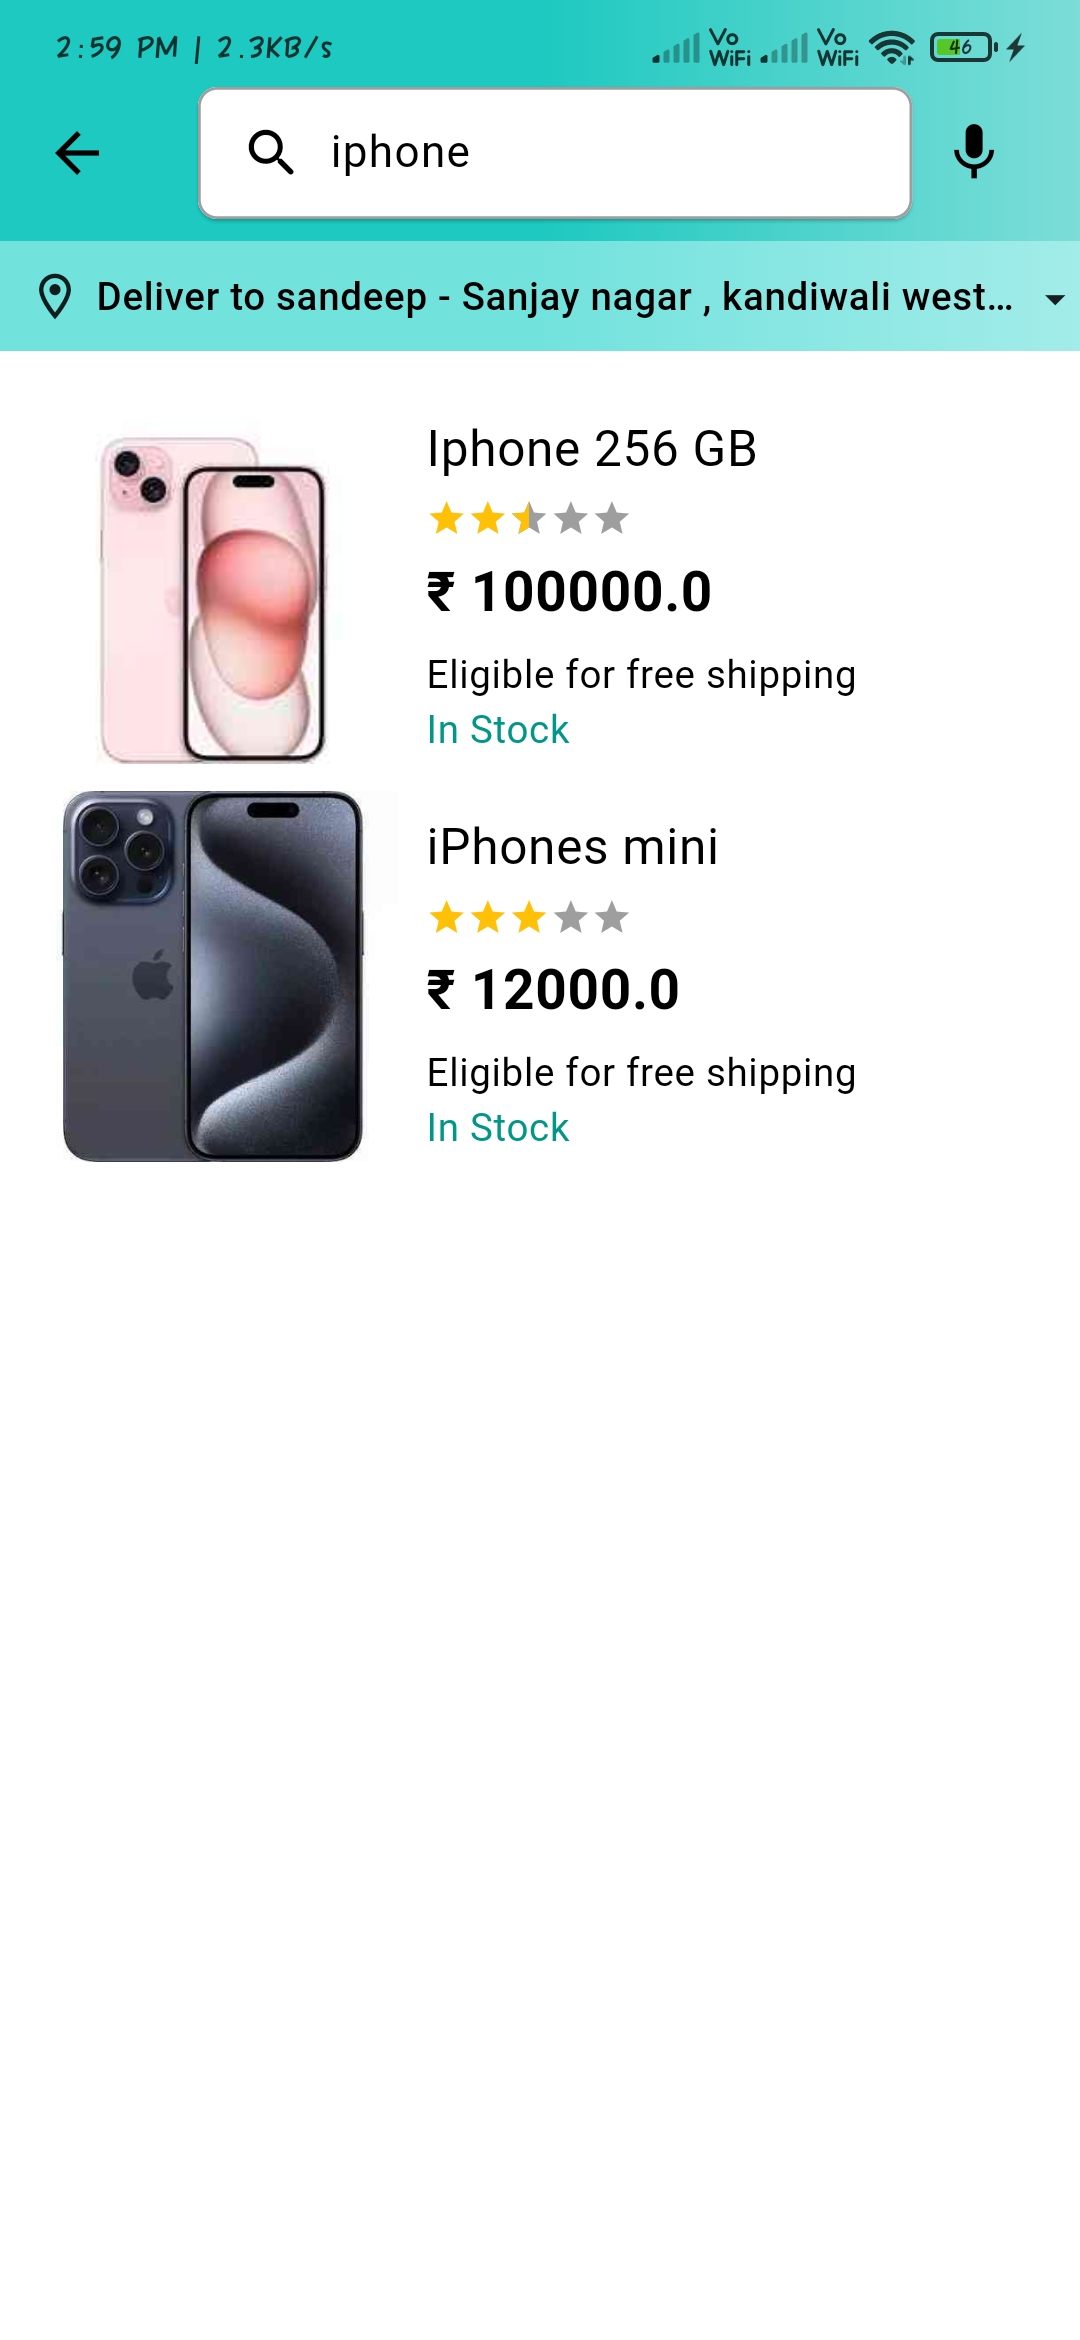 2:59 PM | 2.3KB/s Vo WiFi Vo WiFi 46
iphone
Deliver to sandeep - Sanjay nagar , kandiwali west...
Iphone 256 GB
₹ 100000.0
Eligible for free shipping
In Stock
iPhones mini
₹ 12000.0
Eligible for free shipping
In Stock